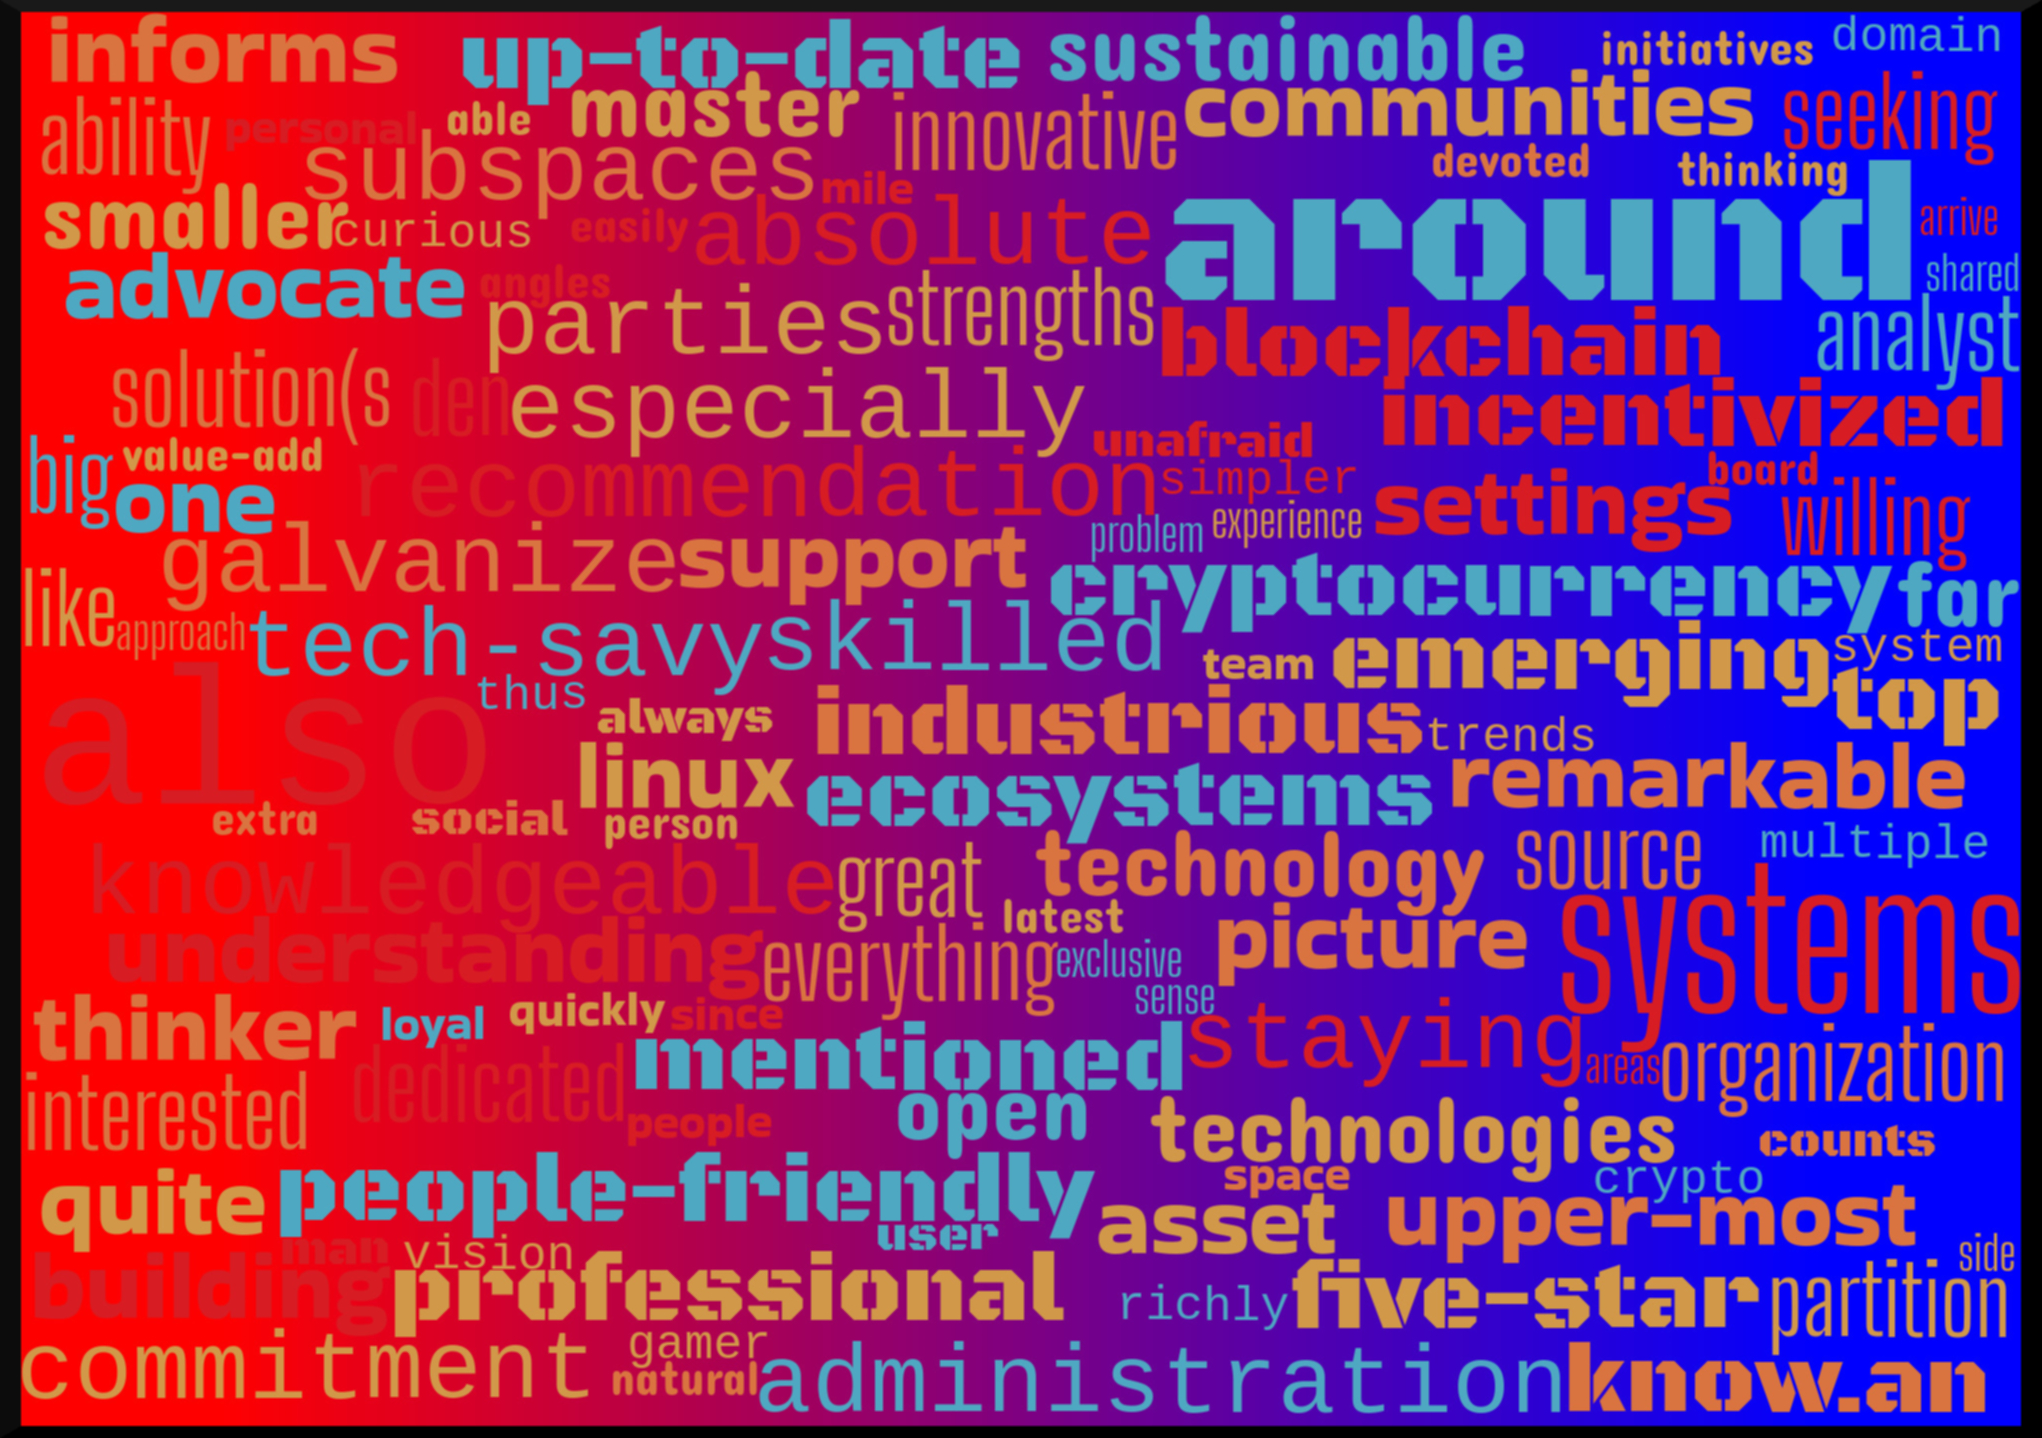 informs up-to-date sustainable initiatives domain
ability personal able master innovative communities seeking
subspaces mile devoted thinking
smaller curious easily absolute around arrive
advocate angles parties strengths shared
blockchain analyst
solution(s den especially incentivized
big value-add unafraid
one recommendation simpler settings board willing
galvanize support problem experience
like approach tech-savy skilled cryptocurrency far
team emerging system
also thus always industrious trends top
linux ecosystems remarkable
extra social person
knowledgeable great technology source multiple
latest
understanding everything exclusive picture systems
sense
thinker loyal quickly since mentioned staying
interested dedicated people open areas organization
technologies counts
quite people-friendly space crypto
user asset upper-most
building man vision professional richly five-star partition side
commitment gamer
natural administration know.an